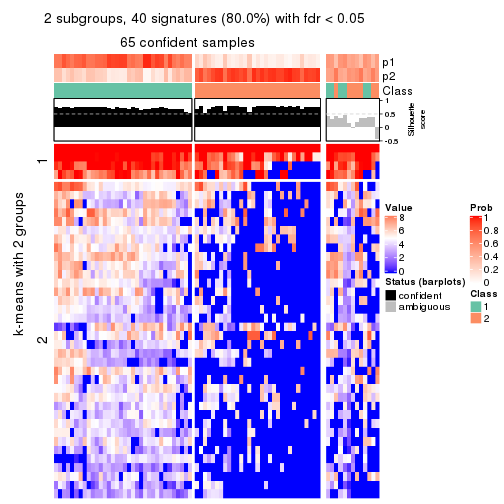 2 subgroups, 40 signatures (80.0%) with fdr < 0.05
65 confident samples
p1
p2
Class
1
0.5
0
-0.5
Silhouette
score
k-means with 2 groups
1
2
Value
8
6
4
2
0
Prob
1
0.8
0.6
0.4
0.2
0
Status (barplots)
confident
ambiguous
Class
1
2